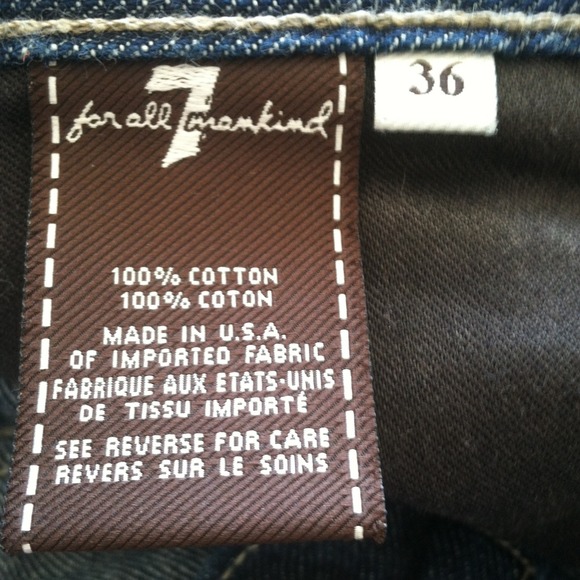 7
for all mankind
36
100% COTTON
100% COTON
MADE IN U.S.A.
OF IMPORTED FABRIC
FABRIQUE AUX ETATS-UNIS
DE TISSU IMPORTÉ
SEE REVERSE FOR CARE
REVERS SUR LE SOINS